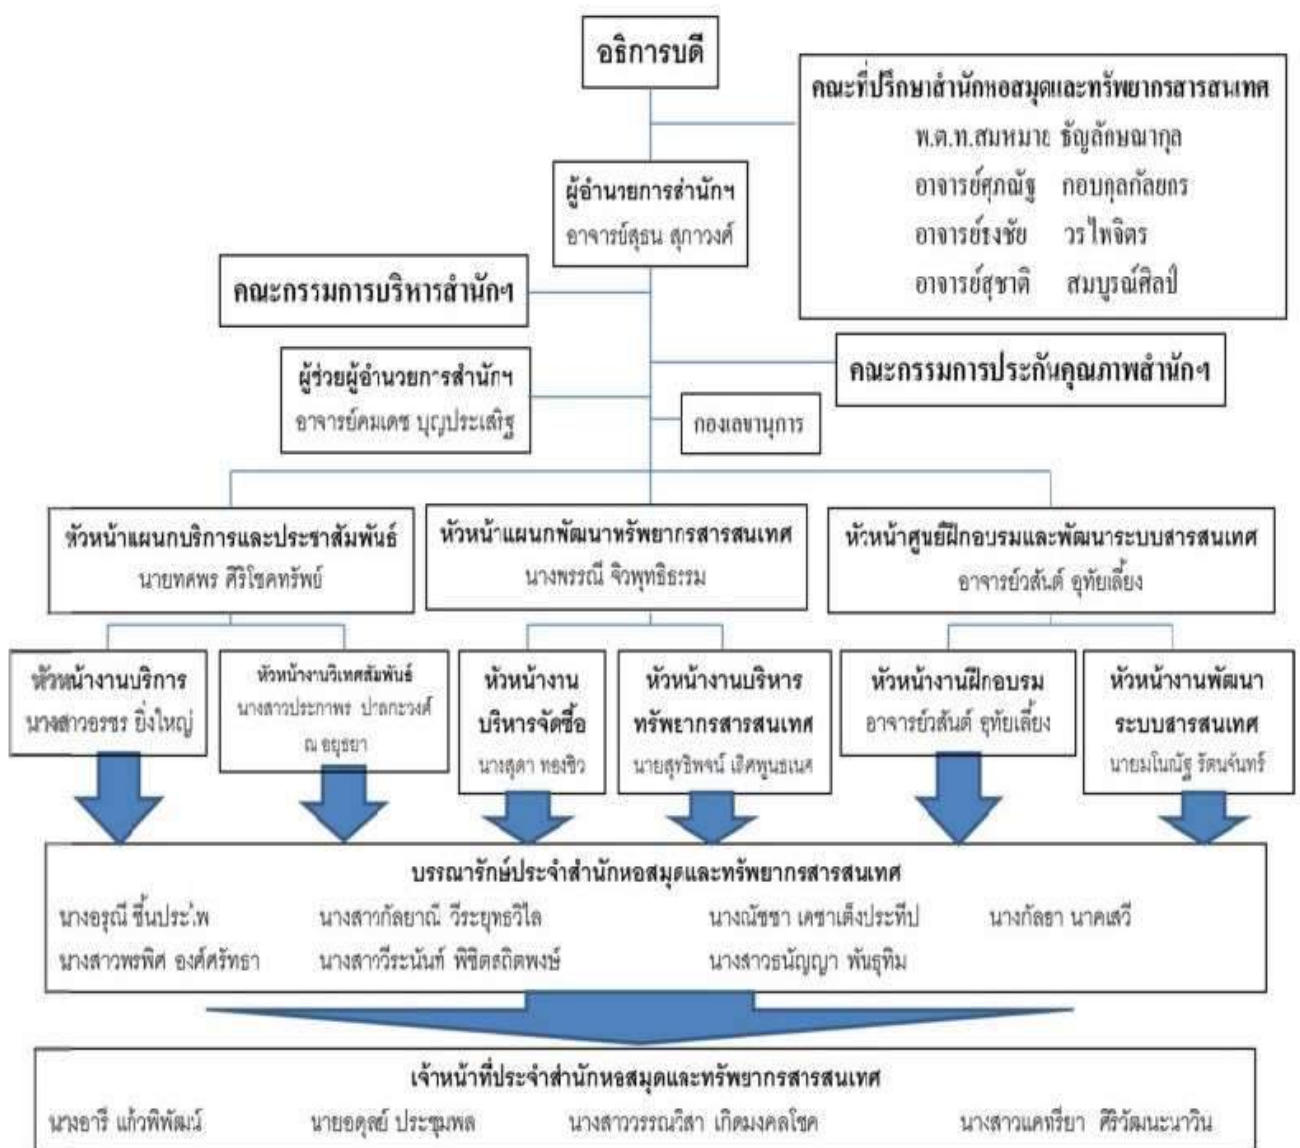 อธิการบดี
คณะที่ปรึกษาสำนักหอสมุดและทรัพยากรสารสนเทศ
พ.ต.ท.สมหมาย ธัญลักษณากุล
อาจารย์ศุภณัฐ กอบกุลกัลยกร
อาจารย์ธงชัย วรไพจิตร
อาจารย์สุชาติ สมบูรณ์ศิลป์
ผู้อำนายการสำนักฯ
อาจารย์สุธน สุภาวงศ์
คณะกรรมการบริหารสำนักฯ
คณะกรรมการประกันคุณภาพสำนักฯ
ผู้ช่วยผู้อำนวยการสำนักฯ
อาจารย์คมเดช บุญประเสริฐ
กองเลขานุการ
หัวหน้าแผนกบริการและประชาสัมพันธ์
นายทศพร ศิริโชคทรัพย์
หัวหน้าแผนกพัฒนาทรัพยากรสารสนเทศ
นางพรรณี จิวพุทธิธรรม
หัวหน้าศูนย์ฝึกอบรมและพัฒนาระบบสารสนเทศ
อาจารย์วสันต์ อุทัยเลี้ยง
หัวหน้างานบริการ
นางสาวอรชร ยิ่งใหญ่
หัวหน้างานวิเทศสัมพันธ์
นางสาวประภาพร ปาลกะวงศ์
ณ อยุธยา
หัวหน้างาน
บริหารจัดซื้อ
นางสุดา ทองชิว
หัวหน้างานบริหาร
ทรัพยากรสารสนเทศ
นายสุทธิพจน์
หัวหน้างานฝึกอบรม
อาจารย์วสันต์ อุทัยเลี้ยง
หัวหน้างานพัฒนา
ระบบสารสนเทศ
นายมโนณัฐ รัตนจันทร์
บรรณารักษ์ประจำสำนักหอสมุดและทรัพยากรสารสนเทศ
นางอรุณี ชื่นประไพ นางสาวกัลยาณี วีระยุทธวิไล นางณัชชา เตชาเต็งประทีป นางกัลธา นาคเสวี
นางสาวพรพิศ องค์ศรัทธา นางสาววีระนันท์ พิชิตสถิตพงษ์ นางสาวธนัญญา พันธุทิม
เจ้าหน้าที่ประจำสำนักหอสมุดและทรัพยากรสารสนเทศ
นางอารี แก้วพิพัฒน์ นายอดุลย์ ประชุมพล นางสาววรรณวิสา เกิดมงคลโชค นางสาวแคทรียา ศิริวัฒนะนาวิน